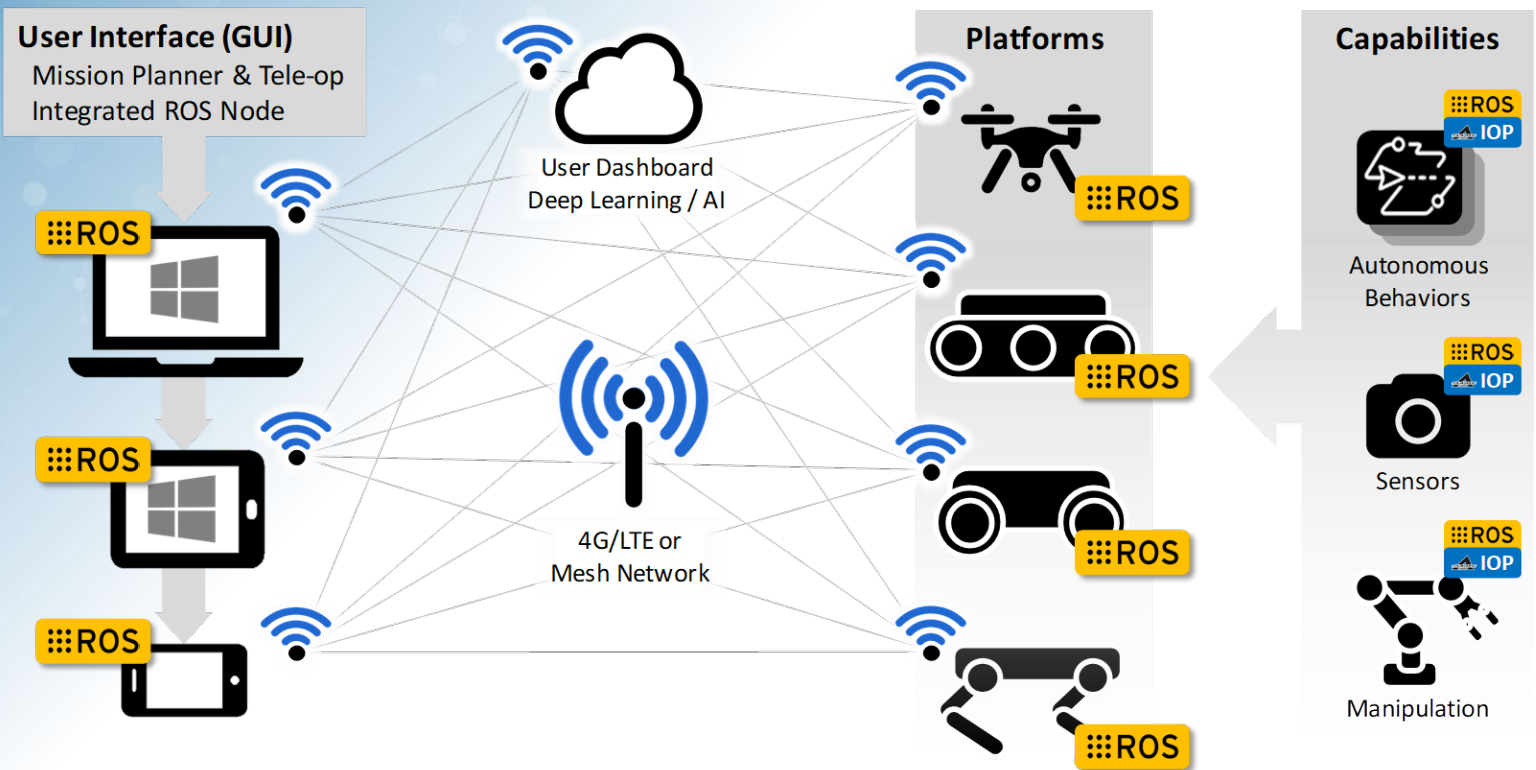 User Interface (GUI)
Mission Planner & Tele-op
Integrated ROS Node
ROS
ROS
ROS
User Dashboard
Deep Learning / AI
4G/LTE or
Mesh Network
Platforms
ROS
ROS
ROS
ROS
Capabilities
ROS
IOP
Autonomous
Behaviors
ROS
IOP
Sensors
ROS
IOP
Manipulation